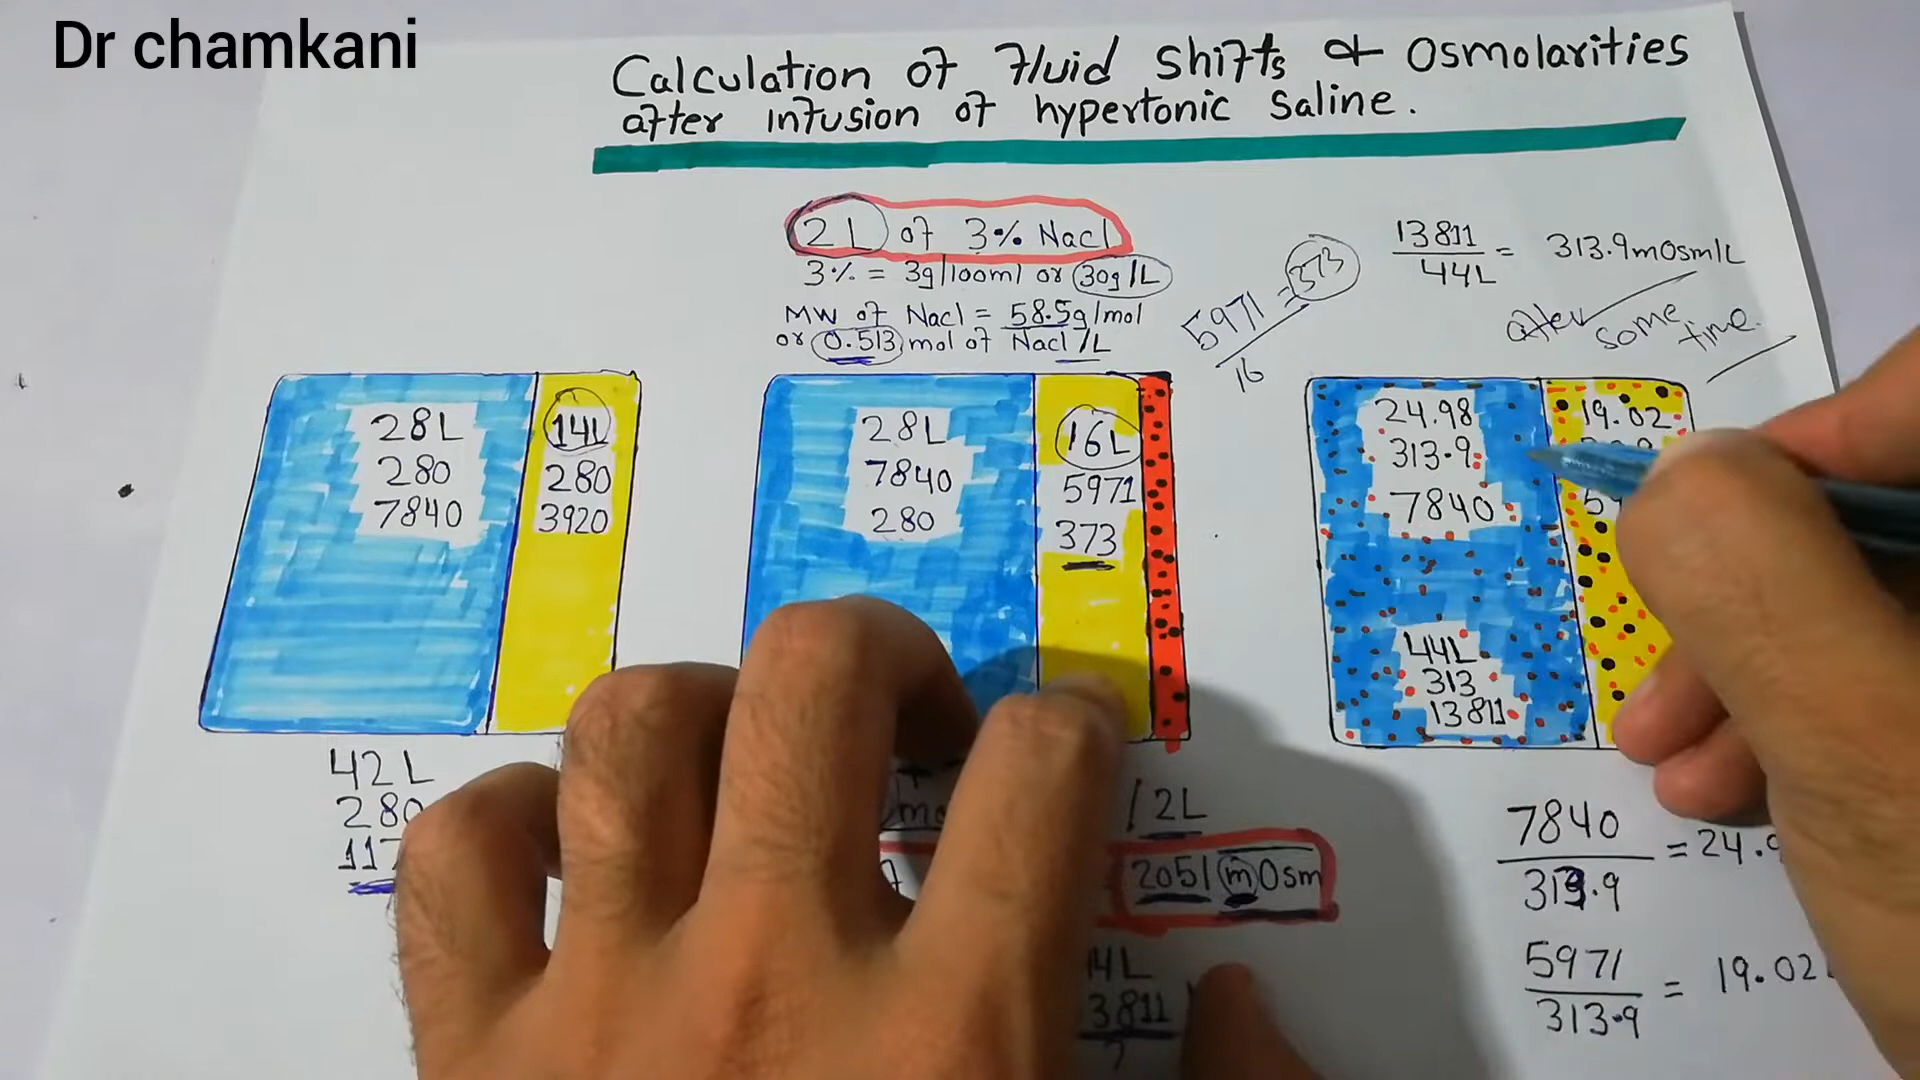 Dr chamkani
Calculation of Fluid Shifts & Osmolarities
after infusion of hypertonic Saline.
2 L of 3% Nacl
3% = 3g/100ml or 30g/L
MW of Nacl = 58.5g/mol
or 0.513 mol of Nacl/L
5971
16
=373
13811
44L
= 313.9mOsm/L
after some time.
28L
280
7840
14L
280
3920
28L
7840
280
16L
5971
373
24.98
313.9
7840
19.02
44L
313
13811
42 L
280
/ 2L
2051 mOsm
7840
313.9
= 24.9
5971
313.9
= 19.02